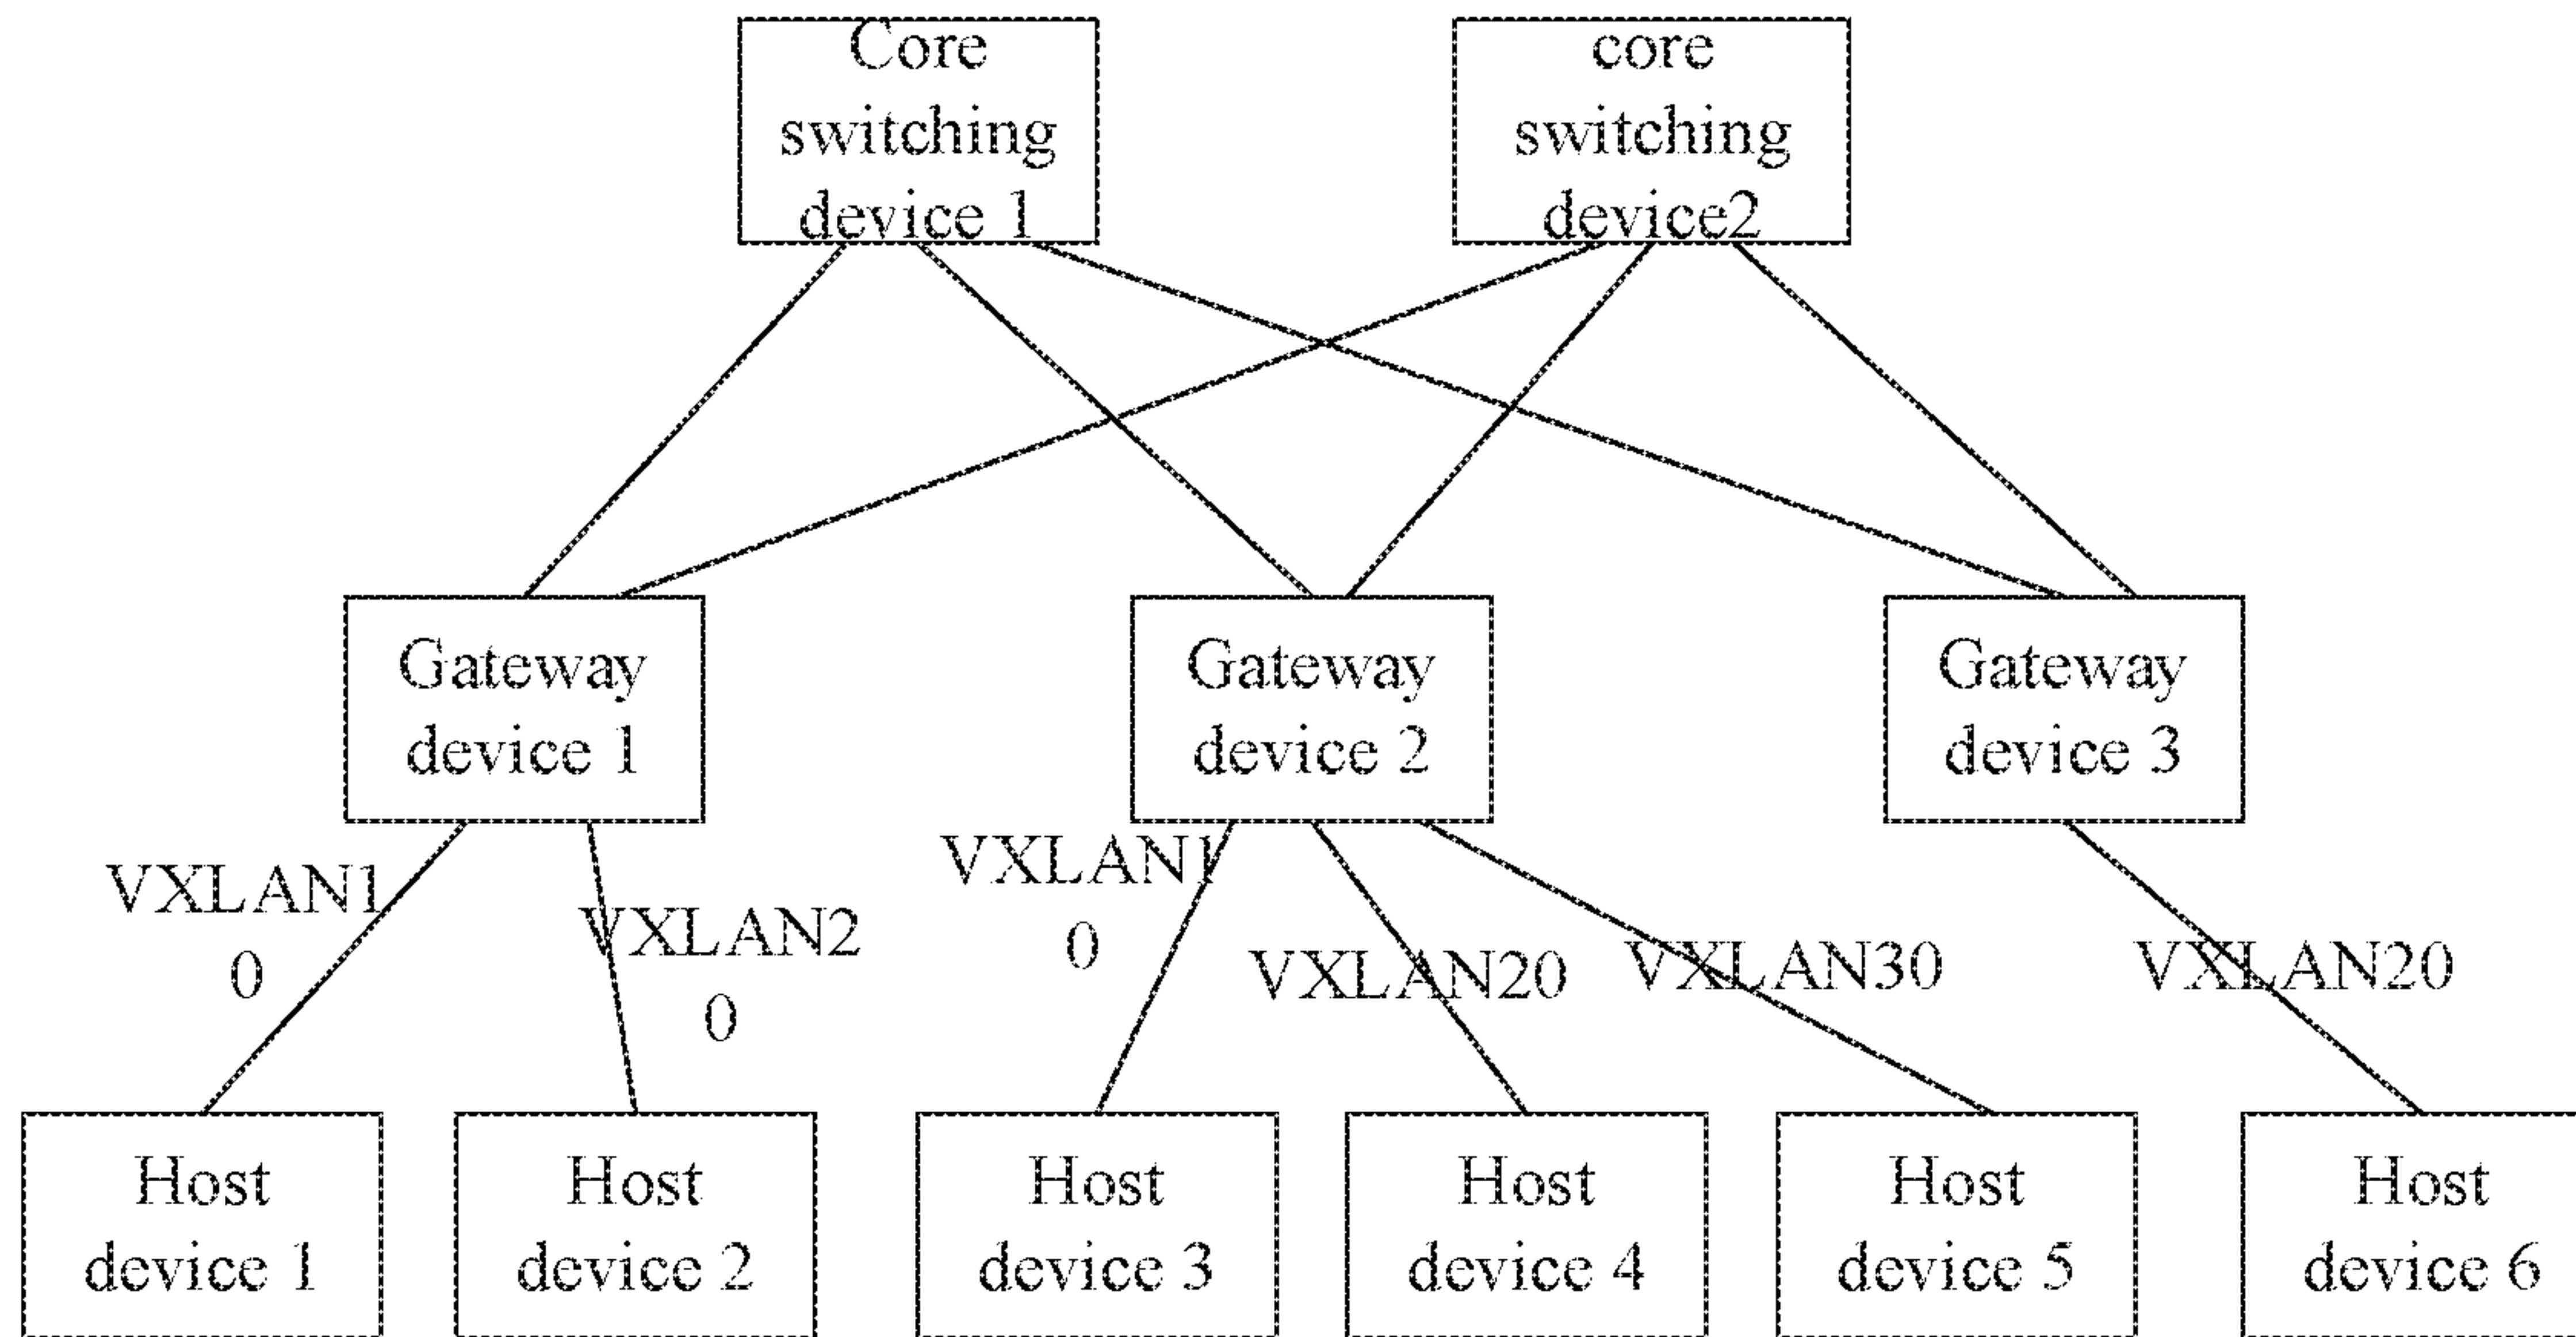 Core
switching
device 1
core
switching
device2
Gateway
device 1
Gateway
device 2
Gateway
device 3
VXLAN1
0
VXLAN2
0
VXLAN1
0
VXLAN20
VXLAN30
VXLAN20
Host
device 1
Host
device 2
Host
device 3
Host
device 4
Host
device 5
Host
device 6